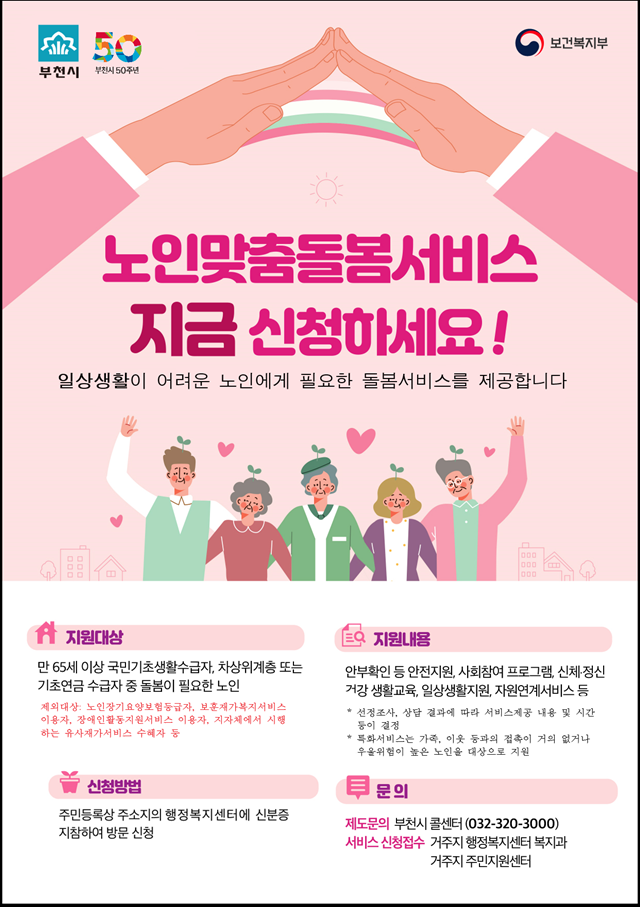 부천시
50
부천시 50주년
보건복지부
노인맞춤돌봄서비스
지금 신청하세요!
일상생활이 어려운 노인에게 필요한 돌봄서비스를 제공합니다
지원대상
만 65세 이상 국민기초생활수급자, 차상위계층 또는
기초연금 수급자 중 돌봄이 필요한 노인
제외대상: 노인장기요양보험등급자, 보훈재가복지서비스
이용자, 장애인활동지원서비스 이용자, 지자체에서 시행
하는 유사재가서비스 수혜자 등
지원내용
안부확인 등 안전지원, 사회참여 프로그램, 신체·정신
건강 생활교육, 일상생활지원, 자원연계서비스 등
* 선정조사, 상담 결과에 따라 서비스제공 내용 및 시간
등이 결정
* 특화서비스는 가족, 이웃 등과의 접촉이 거의 없거나
우울위험이 높은 노인을 대상으로 지원
신청방법
주민등록상 주소지의 행정복지센터에 신분증
지참하여 방문 신청
문 의
제도문의 부천시 콜센터 (032-320-3000)
서비스 신청접수 거주지 행정복지센터 복지과
거주지 주민지원센터